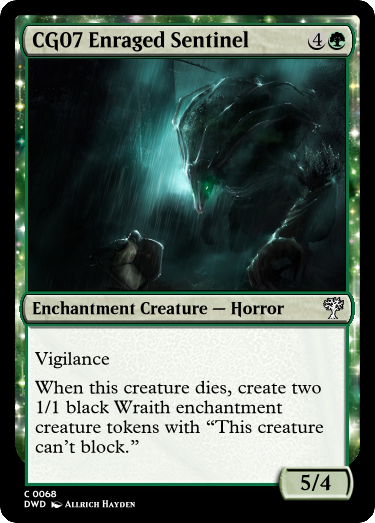 CG07 Enraged Sentinel 4
Enchantment Creature — Horror
Vigilance
When this creature dies, create two
1/1 black Wraith enchantment
creature tokens with “This creature
can’t block.”
5/4
C 0068
DWD Allrich Hayden